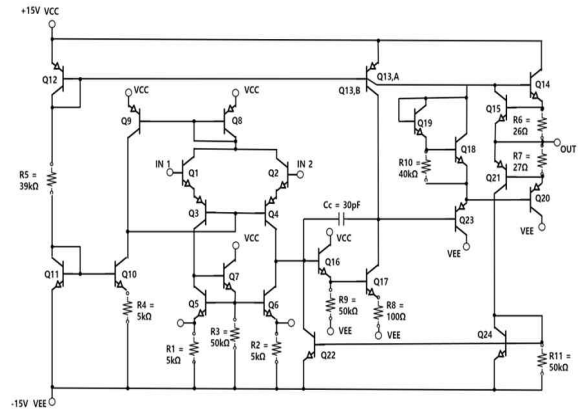 +15V VCC
Q12
Q13,A
Q13,B
Q14
VCC
VCC
Q9
Q8
Q19
Q15
R6 =
26Ω
OUT
IN 1
IN 2
Q1
Q2
R10 =
40kΩ
Q18
R7 =
27Ω
Q21
R5 =
39kΩ
Q3
Q4
Cc = 30pF
Q23
Q20
VEE
VEE
VCC
VCC
Q7
Q16
Q11
Q10
Q17
R4 =
5kΩ
Q5
Q6
R9 =
50kΩ
R8 =
100Ω
R3 =
50kΩ
R1 =
5kΩ
R2 =
5kΩ
VEE
VEE
Q22
Q24
R11 =
50kΩ
-15V VEE